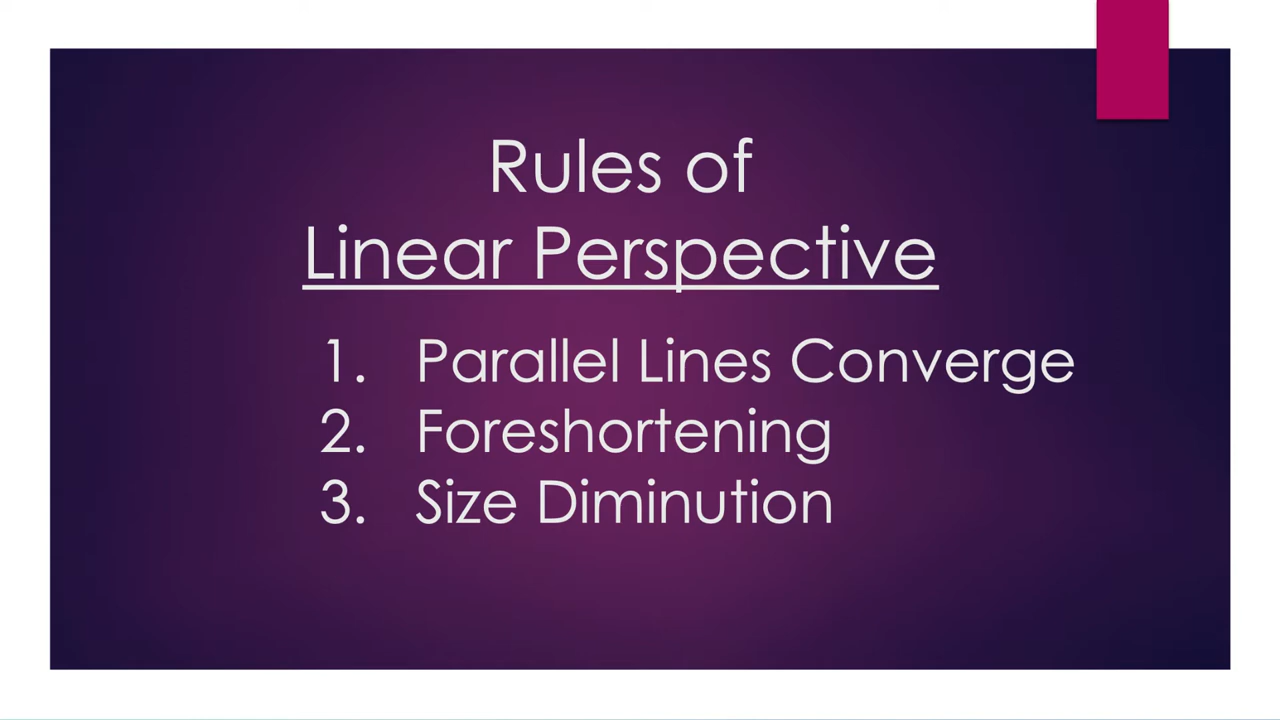 Rules of
Linear Perspective
1. Parallel Lines Converge
2. Foreshortening
3. Size Diminution